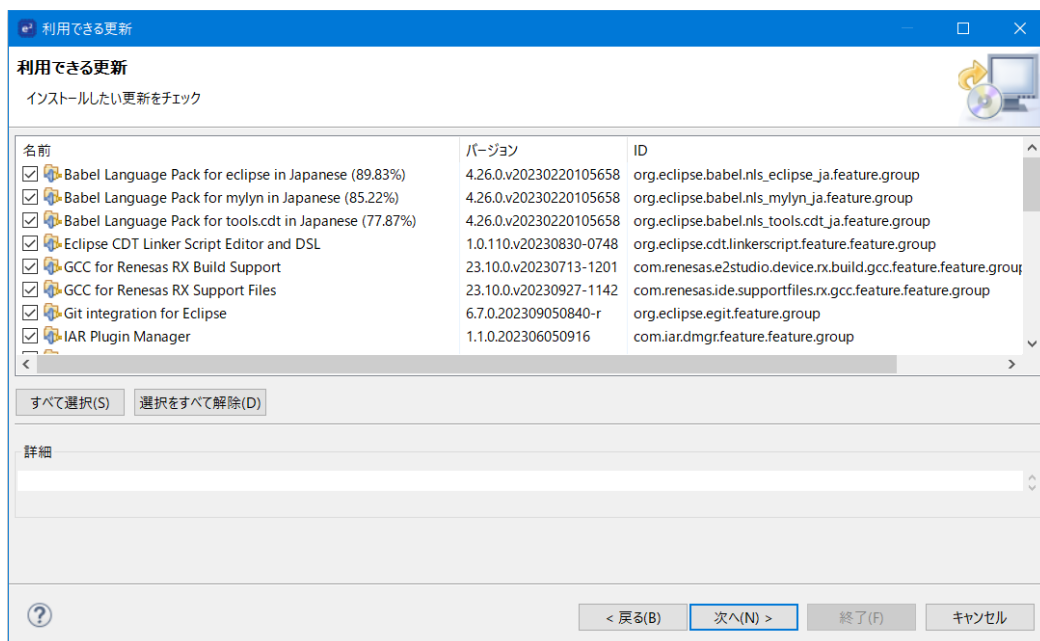 e² 利用できる更新
利用できる更新
インストールしたい更新をチェック
名前 バージョン ID
Babel Language Pack for eclipse in Japanese (89.83%) 4.26.0.v20230220105658 org.eclipse.babel.nls_eclipse_ja.feature.group
Babel Language Pack for mylyn in Japanese (85.22%) 4.26.0.v20230220105658 org.eclipse.babel.nls_mylyn_ja.feature.group
Babel Language Pack for tools.cdt in Japanese (77.87%) 4.26.0.v20230220105658 org.eclipse.babel.nls_tools.cdt_ja.feature.group
Eclipse CDT Linker Script Editor and DSL 1.0.110.v20230830-0748 org.eclipse.cdt.linkerscript.feature.feature.group
GCC for Renesas RX Build Support 23.10.0.v20230713-1201 com.renesas.e2studio.device.rx.build.gcc.feature.feature.group
GCC for Renesas RX Support Files 23.10.0.v20230927-1142 com.renesas.ide.supportfiles.rx.gcc.feature.feature.group
Git integration for Eclipse 6.7.0.202309050840-r org.eclipse.egit.feature.group
IAR Plugin Manager 1.1.0.202306050916 com.iar.dmgr.feature.feature.group
すべて選択(S) 選択をすべて解除(D)
詳細
< 戻る(B) 次へ(N) > 終了(F) キャンセル